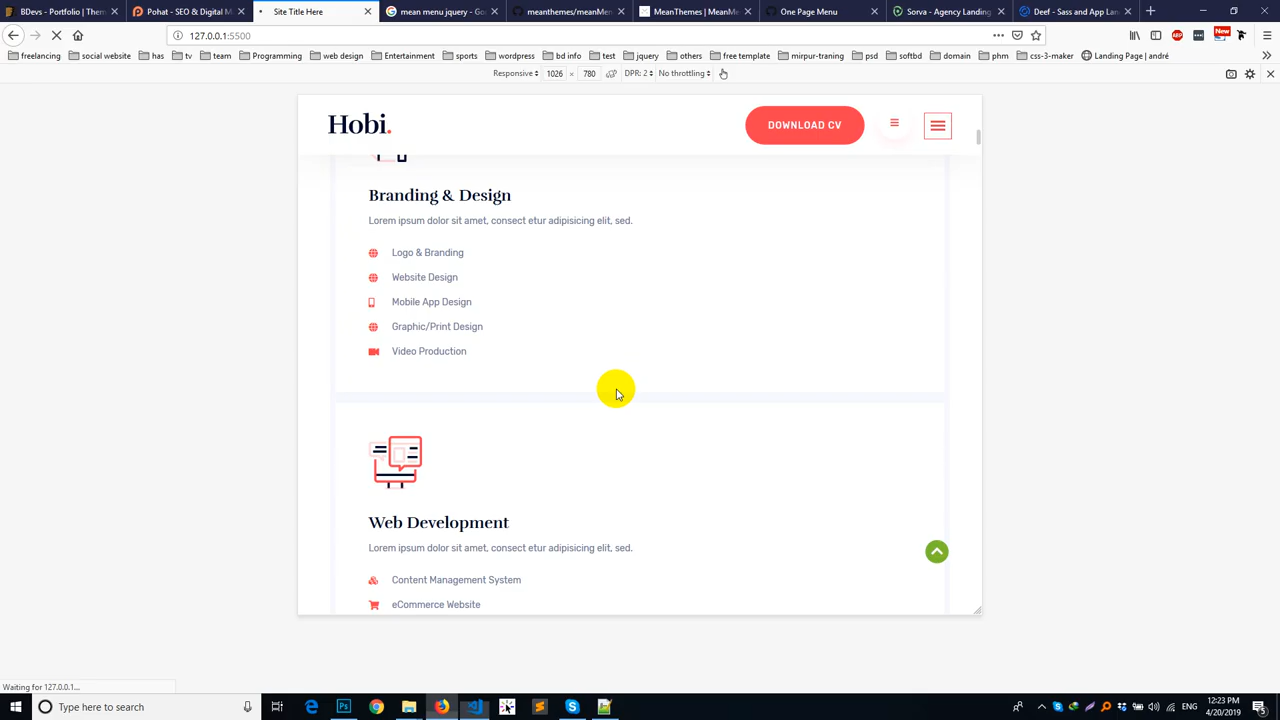 BDevs - Portfolio | Them
Pohat - SEO & Digital M
Site Title Here
mean menu jquery - Go
meanthemes/meanMen
MeanThemes | MeanM
One Page Menu
Sorva - Agency Landing
Deef - Sass and App Lan
127.0.0.1:5500
New
ABP
freelancing
social website
has
tv
team
Programming
web design
Entertainment
sports
wordpress
bd info
test
jquery
others
free template
mirpur-traning
psd
softbd
domain
phm
css-3-maker
Landing Page | andré
Responsive 1026 × 780 DPR: 2 No throttling
Hobi.
DOWNLOAD CV
Branding & Design
Lorem ipsum dolor sit amet, consect etur adipisicing elit, sed.
Logo & Branding
Website Design
Mobile App Design
Graphic/Print Design
Video Production
Web Development
Lorem ipsum dolor sit amet, consect etur adipisicing elit, sed.
Content Management System
eCommerce Website
Waiting for 127.0.0.1...
Type here to search
ENG
12:23 PM
4/20/2019